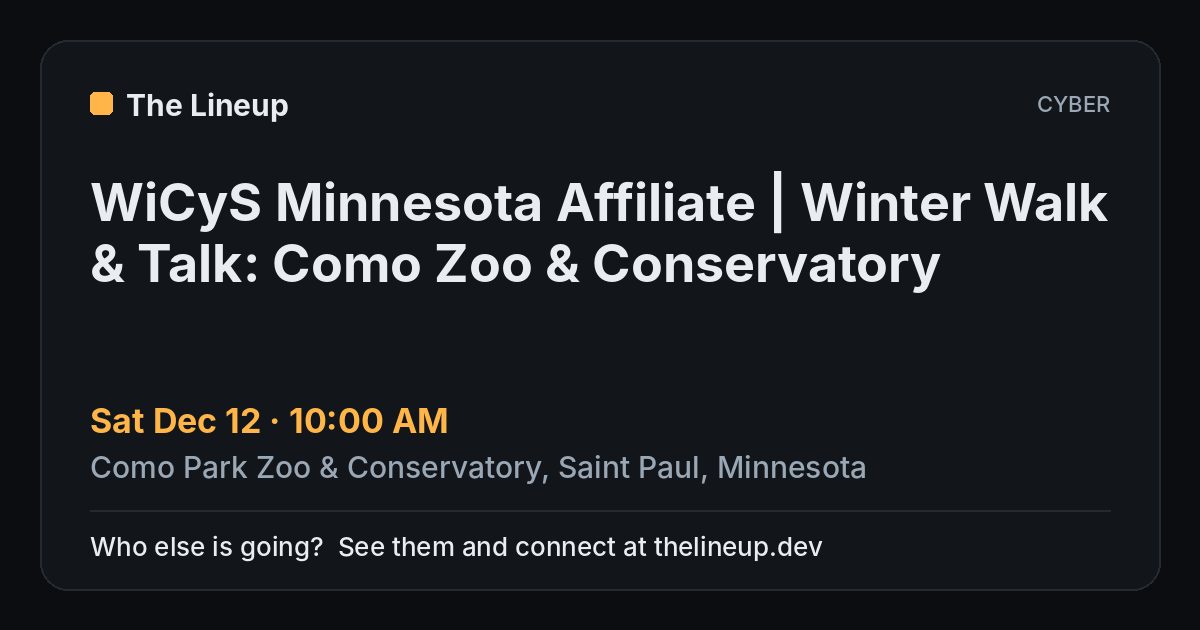 The Lineup
CYBER
WiCyS Minnesota Affiliate | Winter Walk
& Talk: Como Zoo & Conservatory
Sat Dec 12 · 10:00 AM
Como Park Zoo & Conservatory, Saint Paul, Minnesota
Who else is going? See them and connect at thelineup.dev